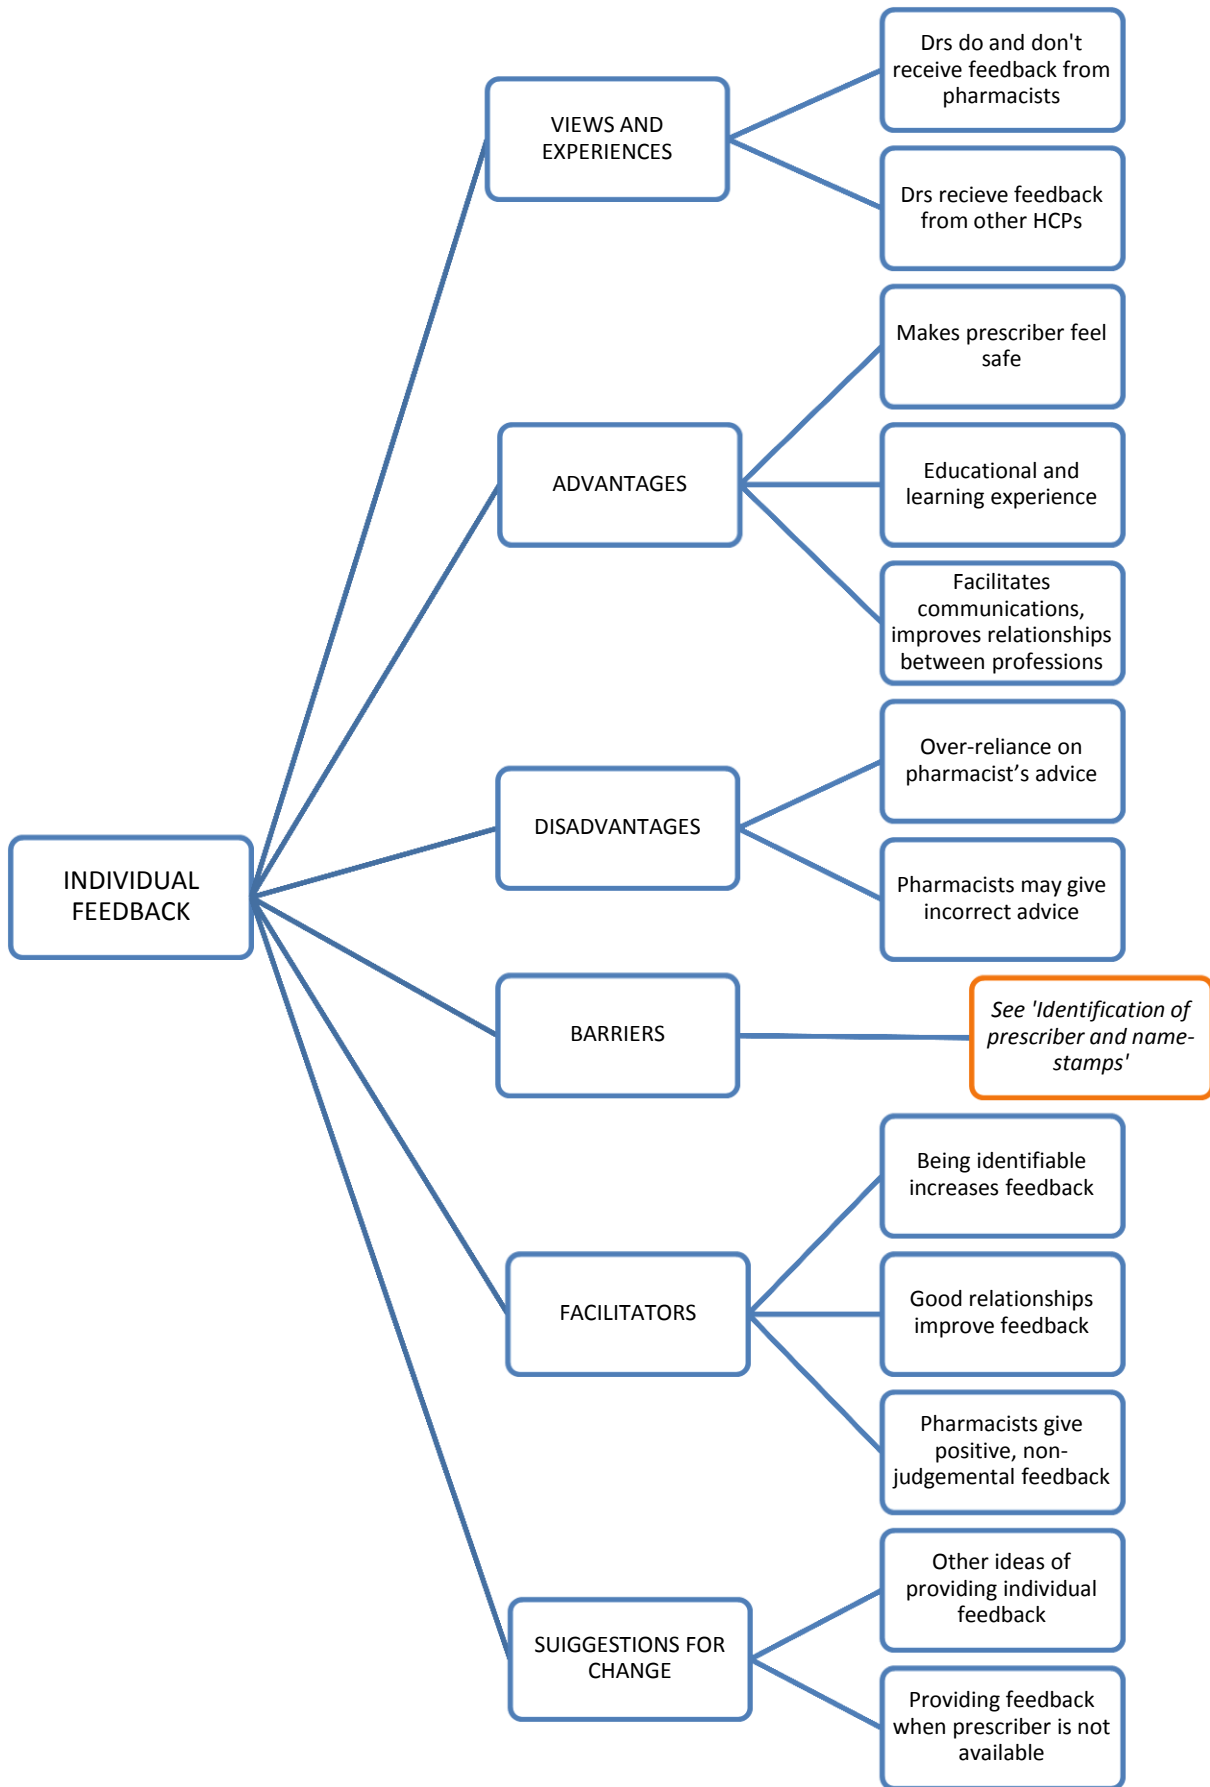 Drs do and don't
receive feedback from
pharmacists
VIEWS AND
EXPERIENCES
Drs recieve feedback
from other HCPs
Makes prescriber feel
safe
ADVANTAGES
Educational and
learning experience
Facilitates
communications,
improves relationships
between professions
Over-reliance on
pharmacist’s advice
DISADVANTAGES
Pharmacists may give
incorrect advice
INDIVIDUAL
FEEDBACK
BARRIERS
See 'Identification of
prescriber and name-
stamps'
Being identifiable
increases feedback
FACILITATORS
Good relationships
improve feedback
Pharmacists give
positive, non-
judgemental feedback
Other ideas of
providing individual
feedback
SUIGGESTIONS FOR
CHANGE
Providing feedback
when prescriber is not
available